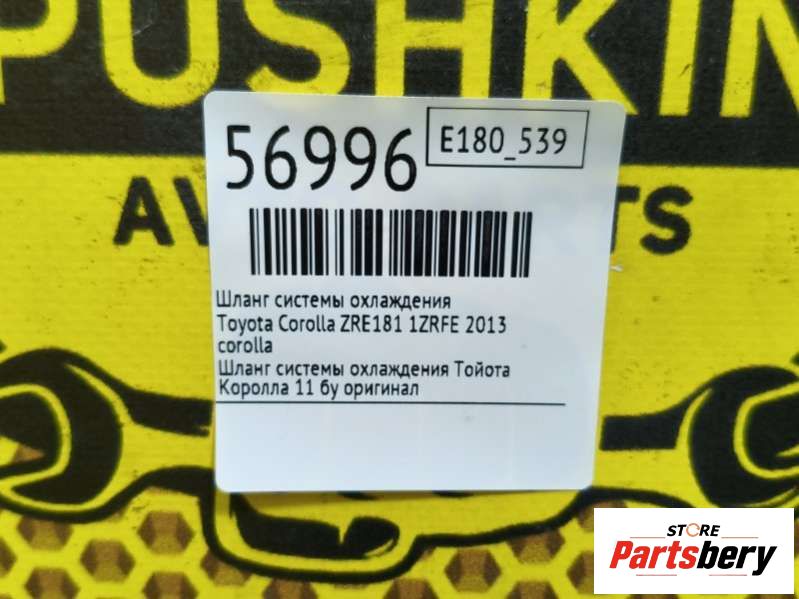 PUSHKIN
56996
E180_539
AV
TS
Шланг системы охлаждения
Toyota Corolla ZRE181 1ZRFE 2013
corolla
Шланг системы охлаждения Тойота
Королла 11 бу оригинал
STORE
Partsbery